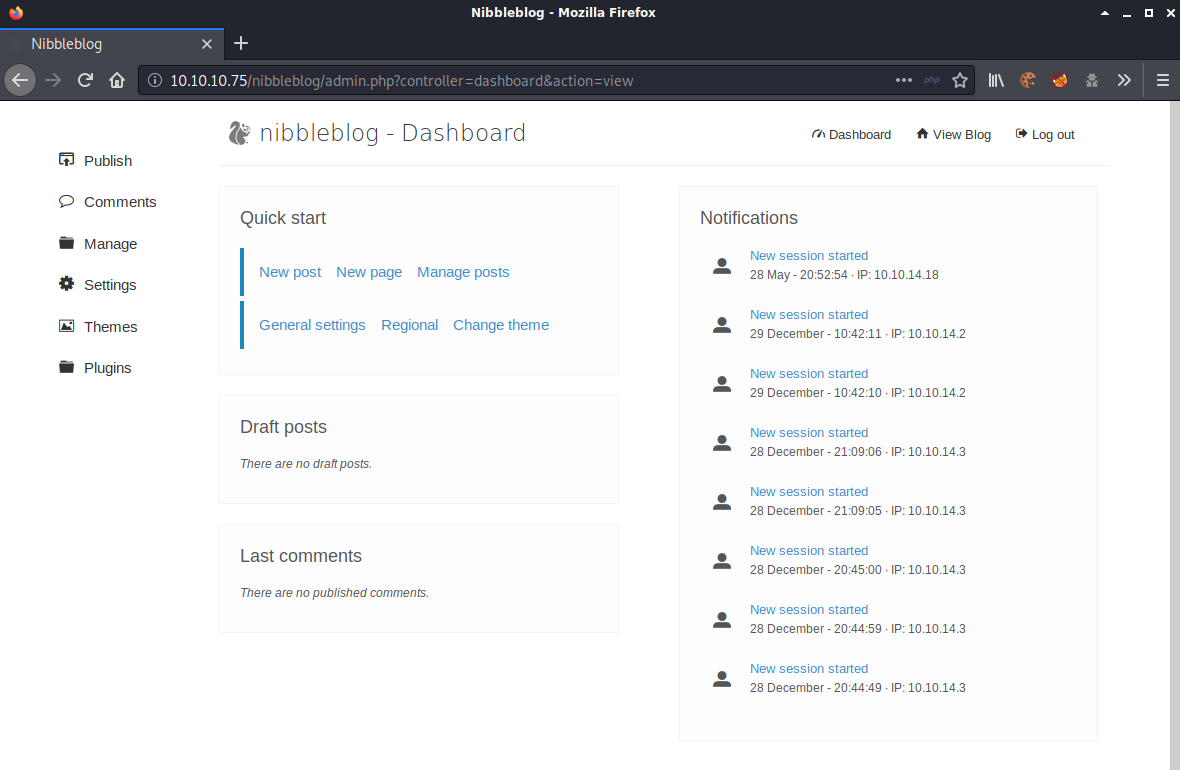 Nibbleblog - Mozilla Firefox
Nibbleblog
10.10.10.75/nibbleblog/admin.php?controller=dashboard&action=view
php
nibbleblog - Dashboard
Dashboard
View Blog
Log out
Publish
Comments
Manage
Settings
Themes
Plugins
Quick start
New post New page Manage posts
General settings Regional Change theme
Draft posts
There are no draft posts.
Last comments
There are no published comments.
Notifications
New session started
28 May - 20:52:54 · IP: 10.10.14.18
New session started
29 December - 10:42:11 · IP: 10.10.14.2
New session started
29 December - 10:42:10 · IP: 10.10.14.2
New session started
28 December - 21:09:06 · IP: 10.10.14.3
New session started
28 December - 21:09:05 · IP: 10.10.14.3
New session started
28 December - 20:45:00 · IP: 10.10.14.3
New session started
28 December - 20:44:59 · IP: 10.10.14.3
New session started
28 December - 20:44:49 · IP: 10.10.14.3